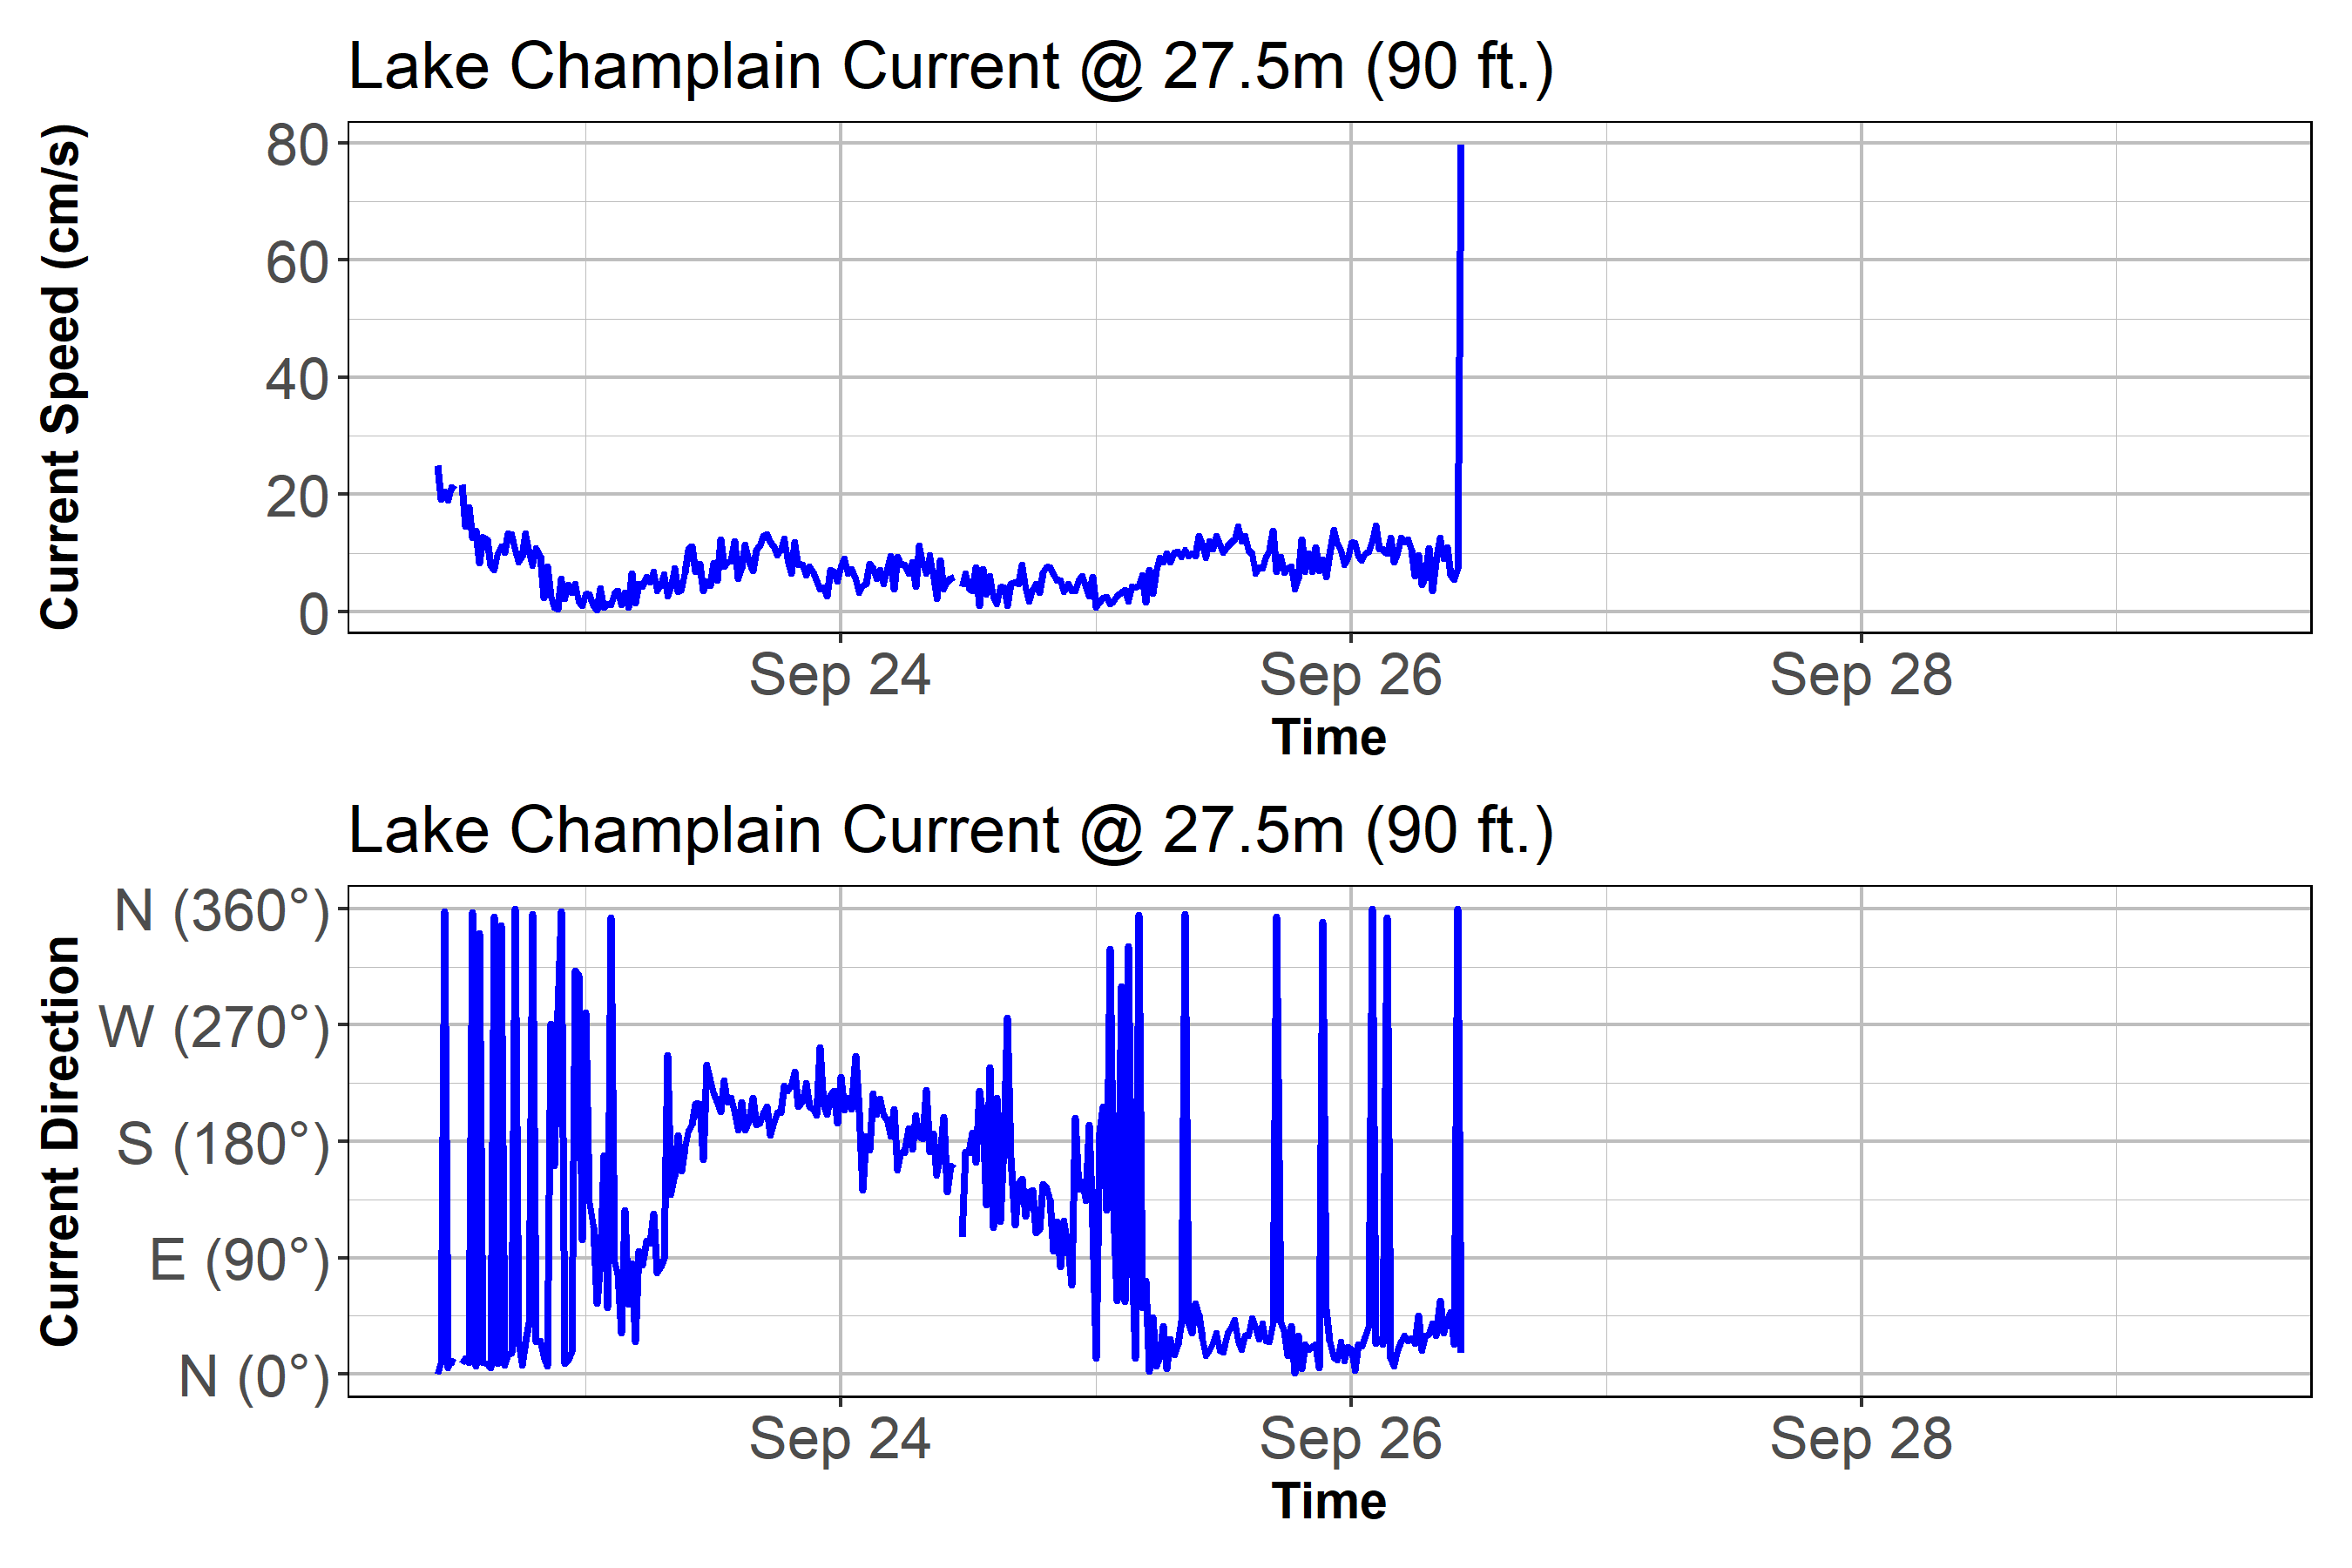 Lake Champlain Current @ 27.5m (90 ft.)
Current Speed (cm/s)
80
60
40
20
0
Sep 24 Sep 26 Sep 28
Time
Lake Champlain Current @ 27.5m (90 ft.)
Current Direction
N (360°)
W (270°)
S (180°)
E (90°)
N (0°)
Sep 24 Sep 26 Sep 28
Time